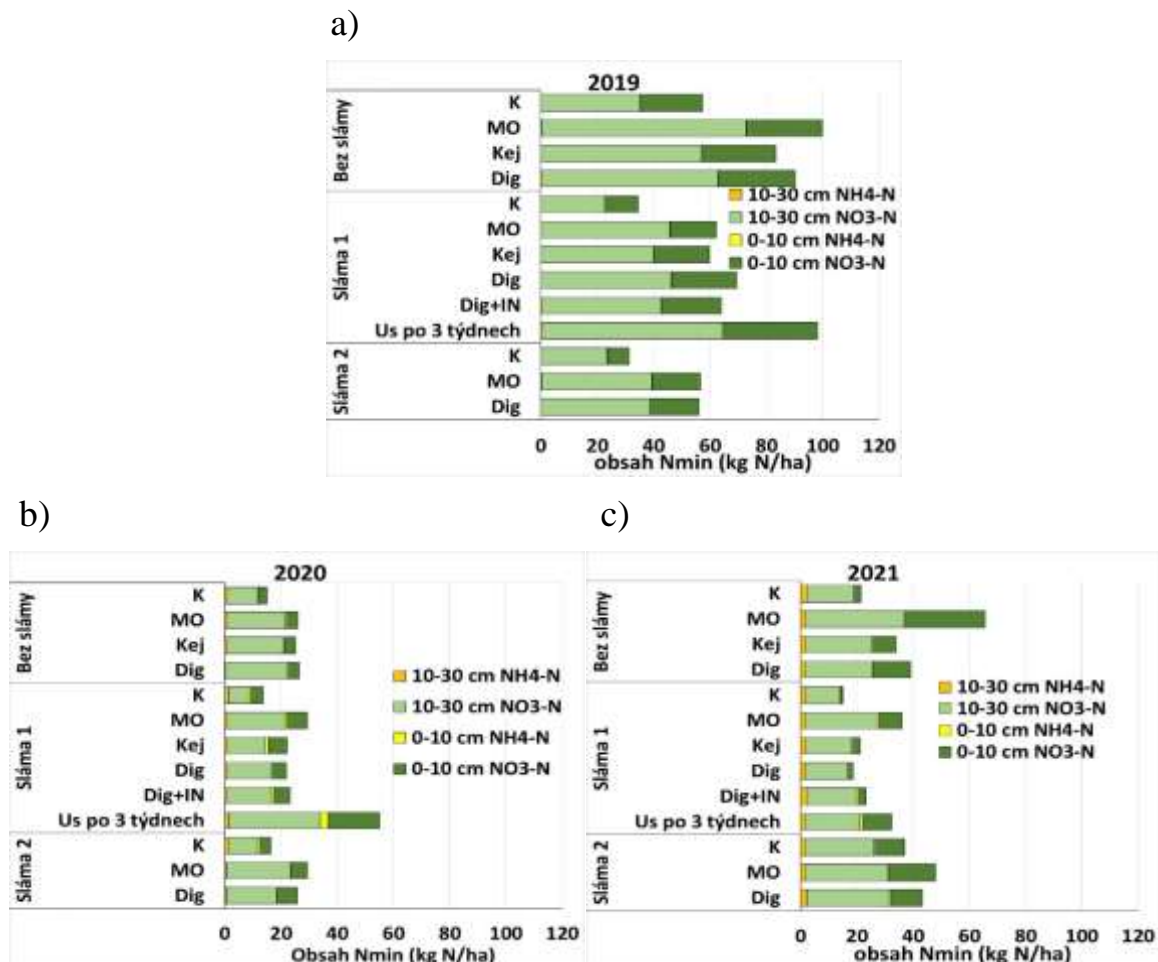 a)
2019
Bez slámy
K
MO
Kej
Dig
Sláma 1
K
MO
Kej
Dig
Dig+IN
Us po 3 týdnech
Sláma 2
K
MO
Dig
10-30 cm NH4-N
10-30 cm NO3-N
0-10 cm NH4-N
0-10 cm NO3-N
0 20 40 60 80 100 120
obsah Nmin (kg N/ha)
b)
2020
Bez slámy
K
MO
Kej
Dig
Sláma 1
K
MO
Kej
Dig
Dig+IN
Us po 3 týdnech
Sláma 2
K
MO
Dig
10-30 cm NH4-N
10-30 cm NO3-N
0-10 cm NH4-N
0-10 cm NO3-N
0 20 40 60 80 100 120
Obsah Nmin (kg N/ha)
c)
2021
Bez slámy
K
MO
Kej
Dig
Sláma 1
K
MO
Kej
Dig
Dig+IN
Us po 3 týdnech
Sláma 2
K
MO
Dig
10-30 cm NH4-N
10-30 cm NO3-N
0-10 cm NH4-N
0-10 cm NO3-N
0 20 40 60 80 100 120
obsah Nmin (kg N/ha)